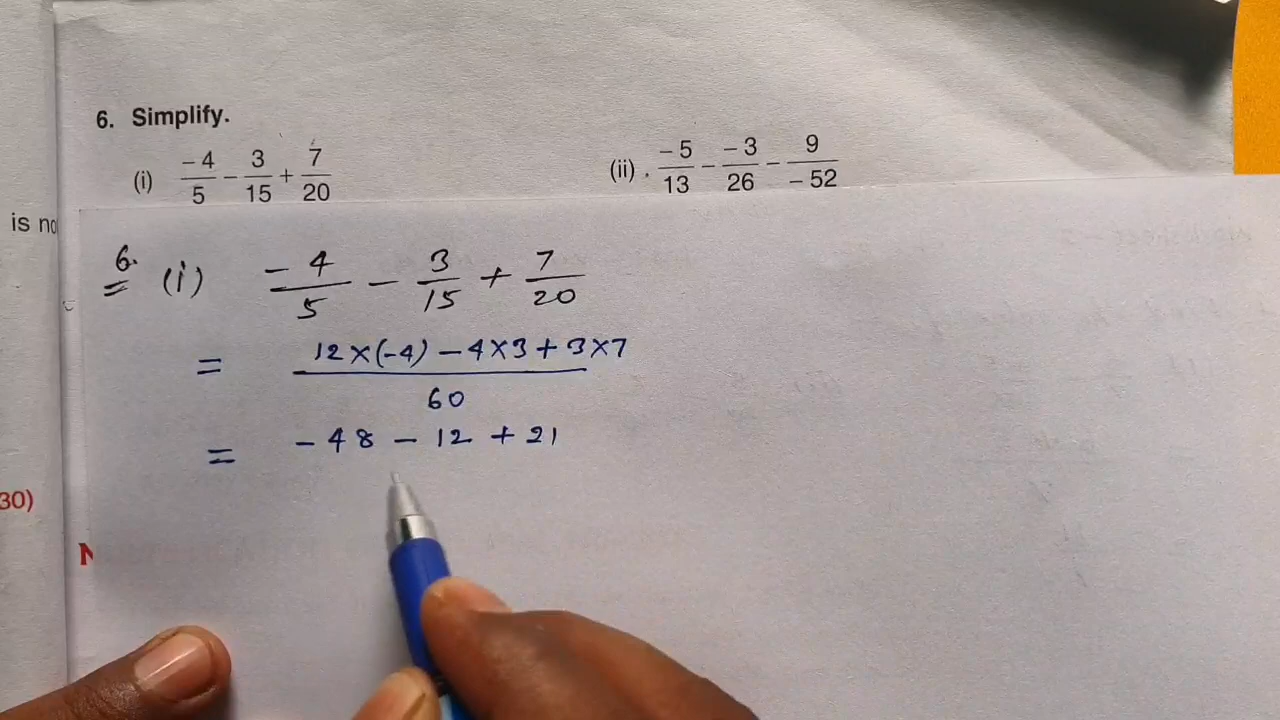 6. Simplify.
(i) -4/5 - 3/15 + 7/20
(ii) . -5/13 - -3/26 - 9/-52
is no
6. (i) -4/5 - 3/15 + 7/20
= 12×(-4) - 4×3 + 3×7 / 60
= -48 - 12 + 21
30)
N